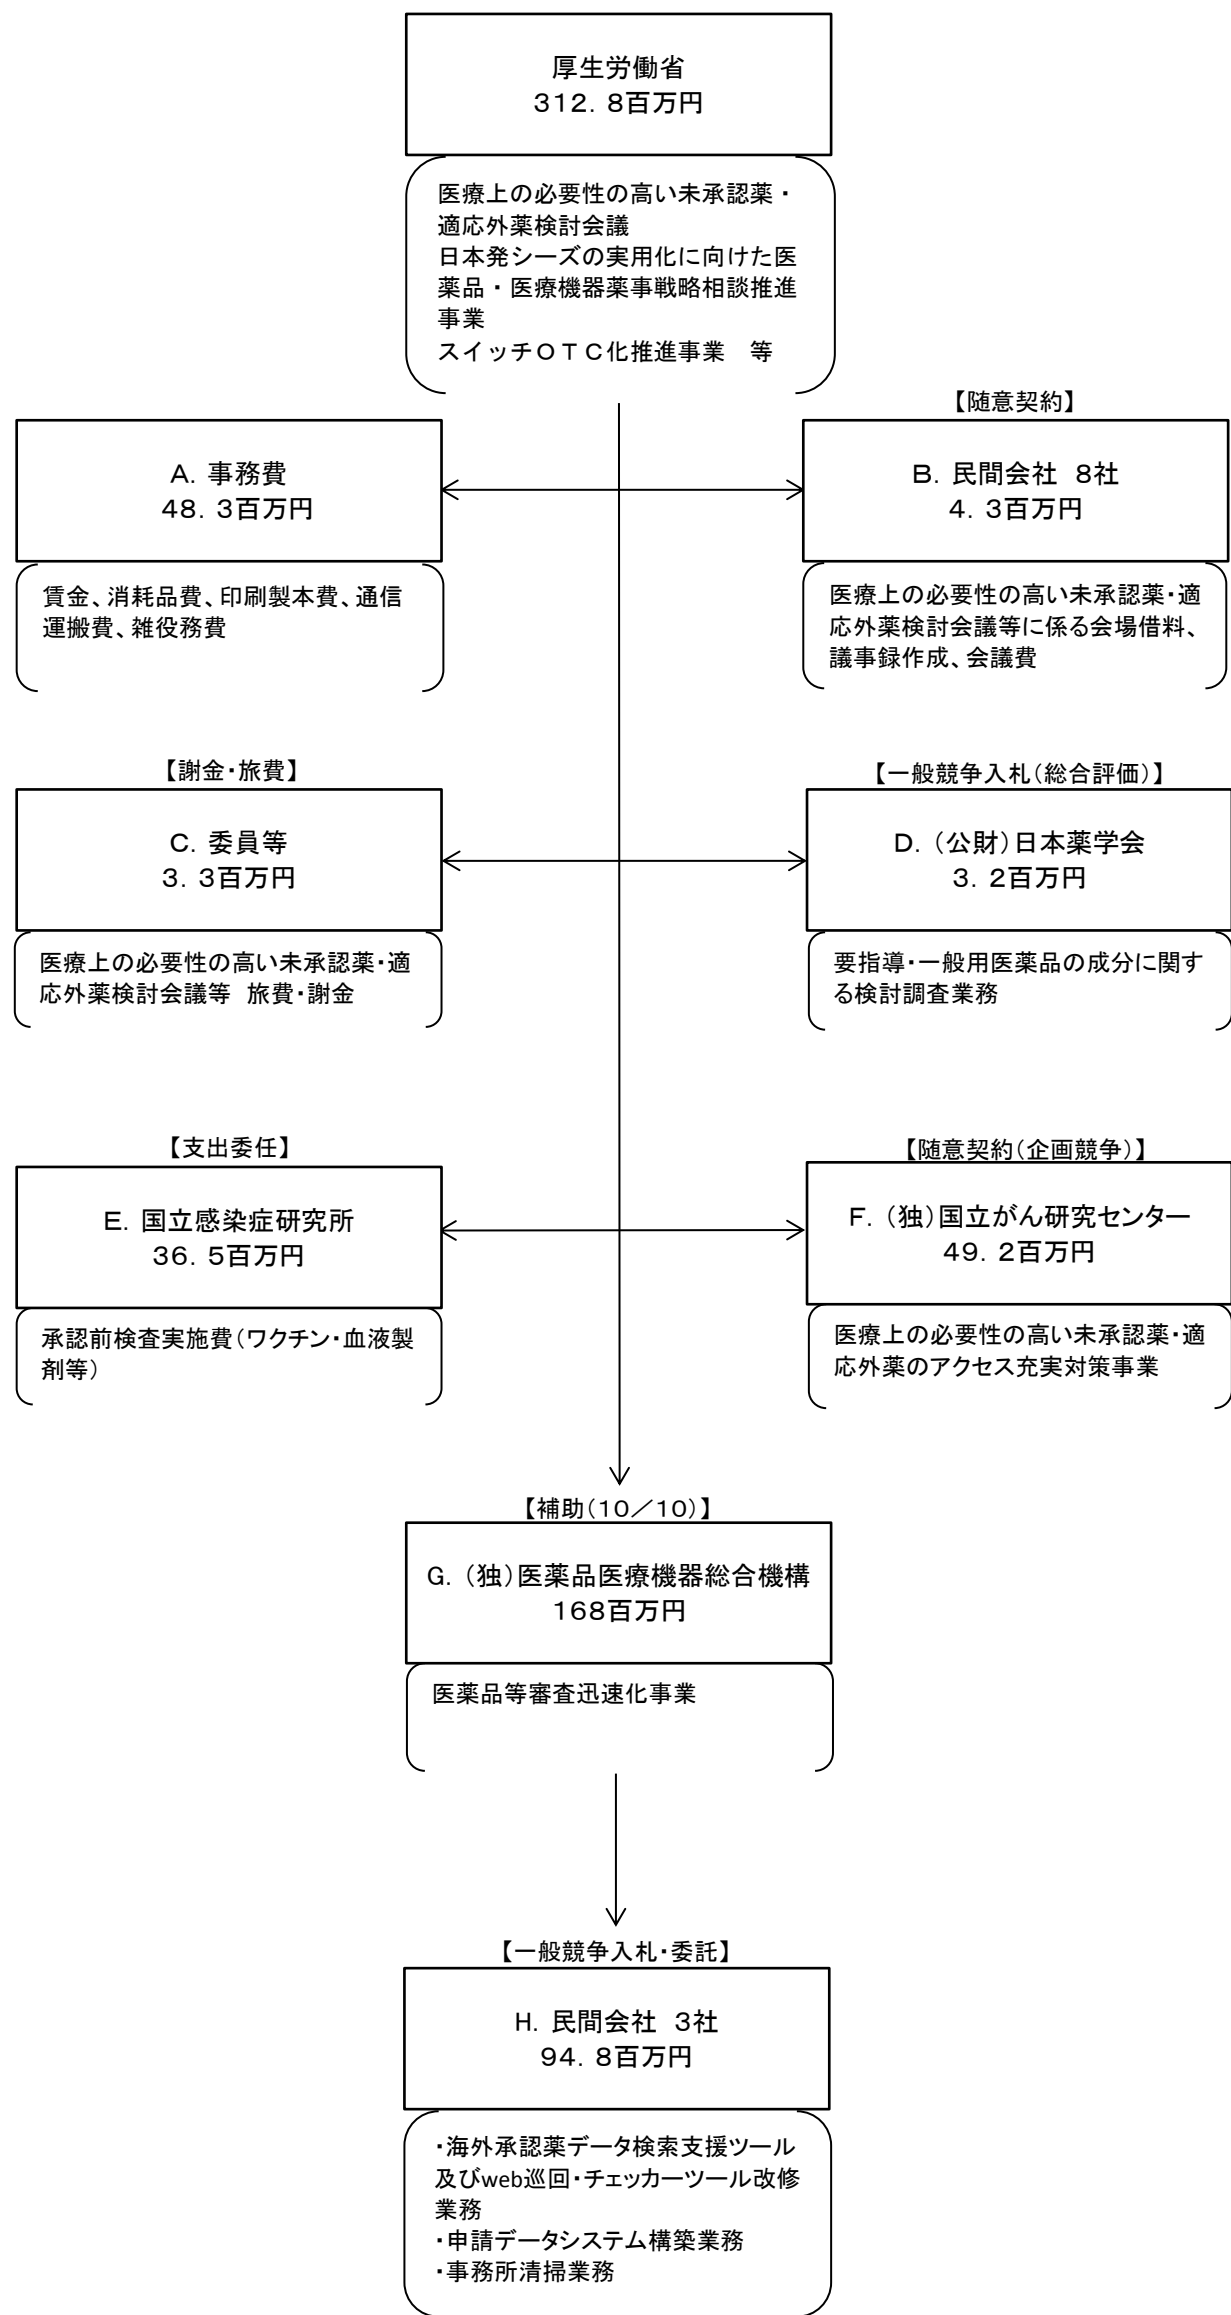 厚生労働省
３１２．８百万円
医療上の必要性の高い未承認薬・
適応外薬検討会議
日本発シーズの実用化に向けた医
薬品・医療機器薬事戦略相談推進
事業
スイッチＯＴＣ化推進事業　等
A．事務費
４８．３百万円
賃金、消耗品費、印刷製本費、通信
運搬費、雑役務費
【随意契約】
B．民間会社　８社
４．３百万円
医療上の必要性の高い未承認薬・適
応外薬検討会議等に係る会場借料、
議事録作成、会議費
【謝金・旅費】
C．委員等
３．３百万円
医療上の必要性の高い未承認薬・適
応外薬検討会議等　旅費・謝金
【一般競争入札（総合評価）】
D．（公財）日本薬学会
３．２百万円
要指導・一般用医薬品の成分に関す
る検討調査業務
【支出委任】
E．国立感染症研究所
３６．５百万円
承認前検査実施費（ワクチン・血液製
剤等）
【随意契約（企画競争）】
F．（独）国立がん研究センター
４９．２百万円
医療上の必要性の高い未承認薬・適
応外薬のアクセス充実対策事業
【補助（１０／１０）】
G．（独）医薬品医療機器総合機構
１６８百万円
医薬品等審査迅速化事業
【一般競争入札・委託】
H．民間会社　３社
９４．８百万円
・海外承認薬データ検索支援ツール
及びweb巡回・チェッカーツール改修
業務
・申請データシステム構築業務
・事務所清掃業務